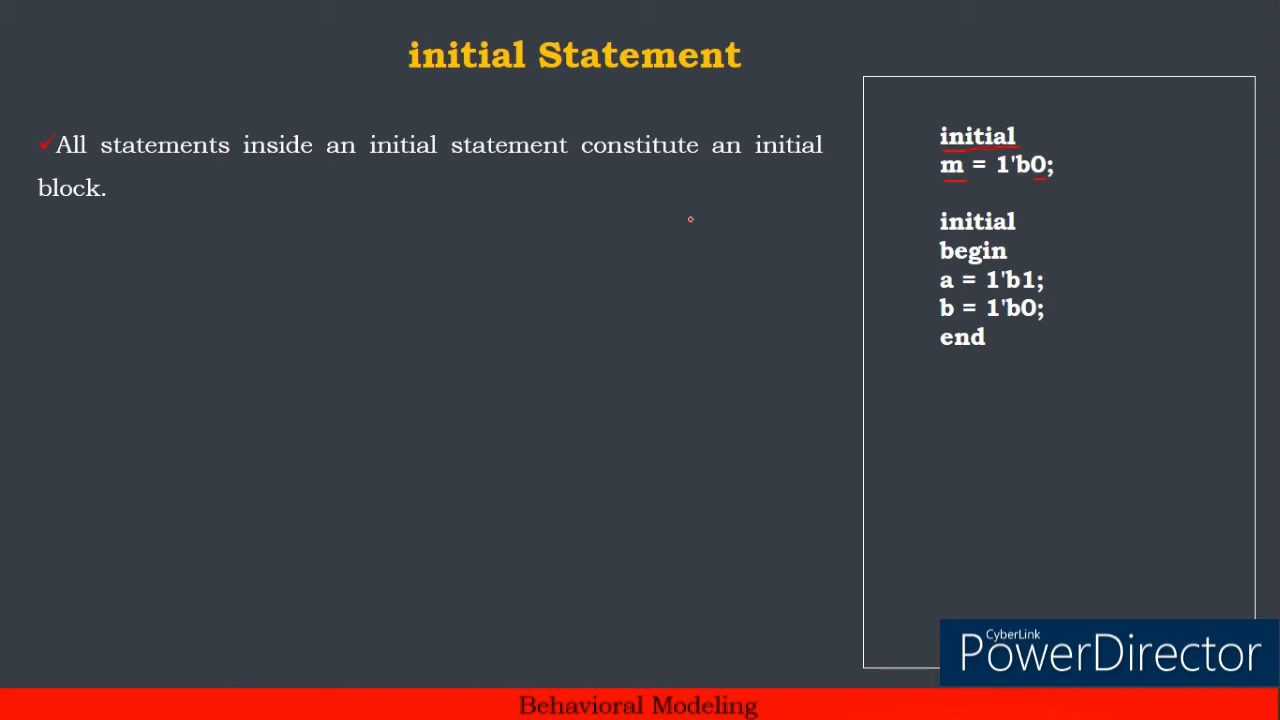 initial Statement
✓All statements inside an initial statement constitute an initial
block.
initial
m = 1'b0;
initial
begin
a = 1'b1;
b = 1'b0;
end
CyberLink
PowerDirector
Behavioral Modeling